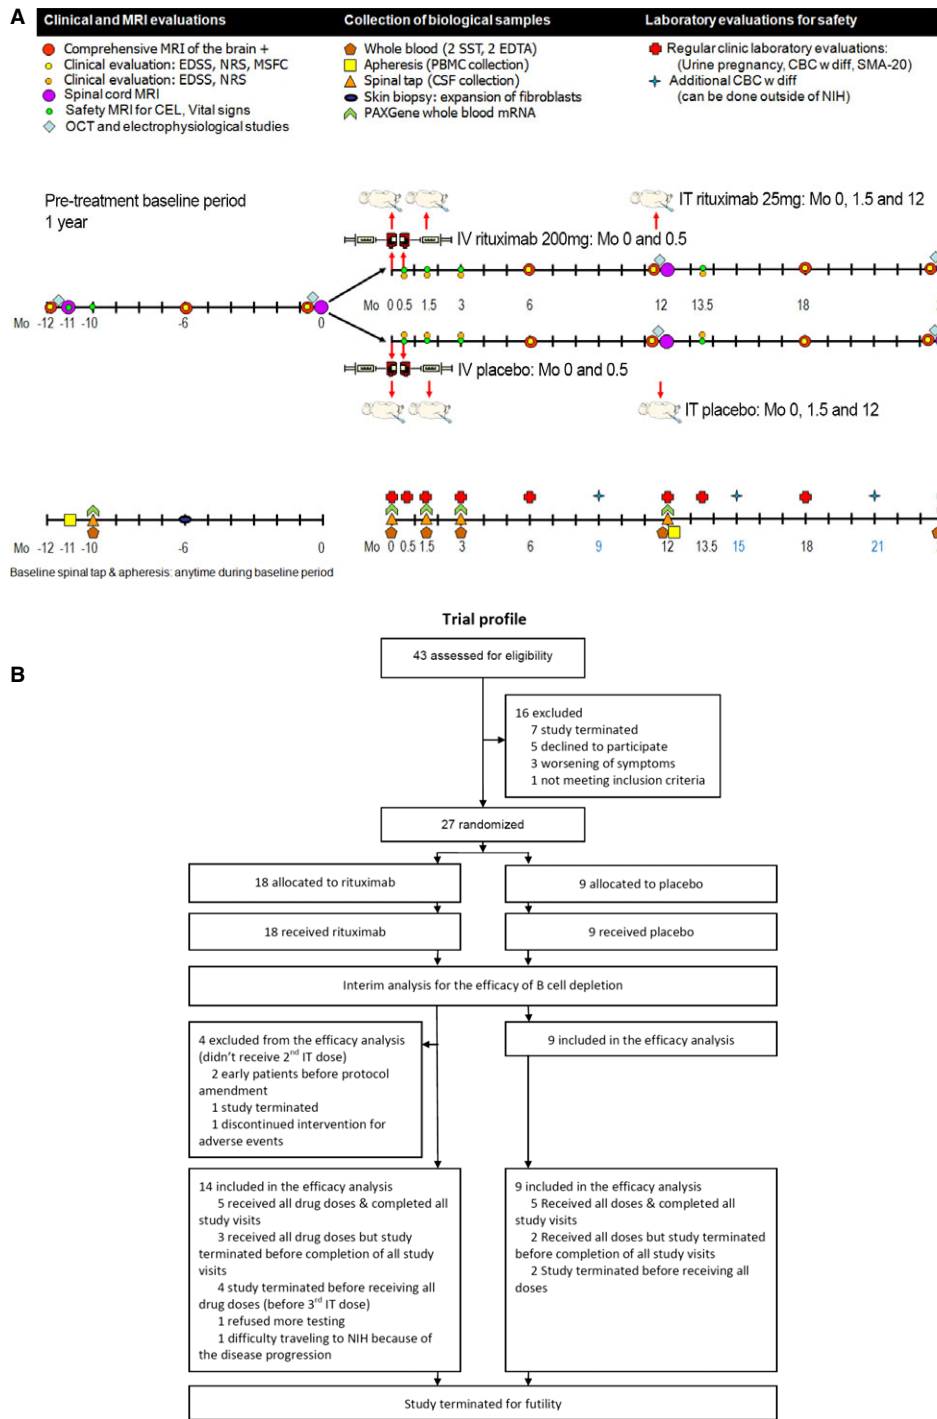 A
Clinical and MRI evaluations
Comprehensive MRI of the brain +
Clinical evaluation: EDSS, NRS, MSFC
Clinical evaluation: EDSS, NRS
Spinal cord MRI
Safety MRI for CEL, Vital signs
OCT and electrophysiological studies
Collection of biological samples
Whole blood (2 SST, 2 EDTA)
Apheresis (PBMC collection)
Spinal tap (CSF collection)
Skin biopsy: expansion of fibroblasts
PAXGene whole blood mRNA
Laboratory evaluations for safety
Regular clinic laboratory evaluations:
(Urine pregnancy, CBC w diff, SMA-20)
Additional CBC w diff
(can be done outside of NIH)
Pre-treatment baseline period
1 year
IT rituximab 25mg: Mo 0, 1.5 and 12
IV rituximab 200mg: Mo 0 and 0.5
Mo -12 -11 -10 -6 0
Mo 0 0.5 1.5 3 6 12 13.5 18
IV placebo: Mo 0 and 0.5
IT placebo: Mo 0, 1.5 and 12
Mo -12 -11 -10 -6 0
Mo 0 0.5 1.5 3 6 9 12 13.5 15 18 21
Baseline spinal tap & apheresis: anytime during baseline period
B
Trial profile
43 assessed for eligibility
16 excluded
7 study terminated
5 declined to participate
3 worsening of symptoms
1 not meeting inclusion criteria
27 randomized
18 allocated to rituximab
9 allocated to placebo
18 received rituximab
9 received placebo
Interim analysis for the efficacy of B cell depletion
4 excluded from the efficacy analysis
(didn't receive 2nd IT dose)
2 early patients before protocol
amendment
1 study terminated
1 discontinued intervention for
adverse events
9 included in the efficacy analysis
14 included in the efficacy analysis
5 received all drug doses & completed all
study visits
3 received all drug doses but study
terminated before completion of all study
visits
4 study terminated before receiving all
drug doses (before 3rd IT dose)
1 refused more testing
1 difficulty traveling to NIH because of
the disease progression
9 included in the efficacy analysis
5 Received all doses & completed all
study visits
2 Received all doses but study terminated
before completion of all study visits
2 Study terminated before receiving all
doses
Study terminated for futility